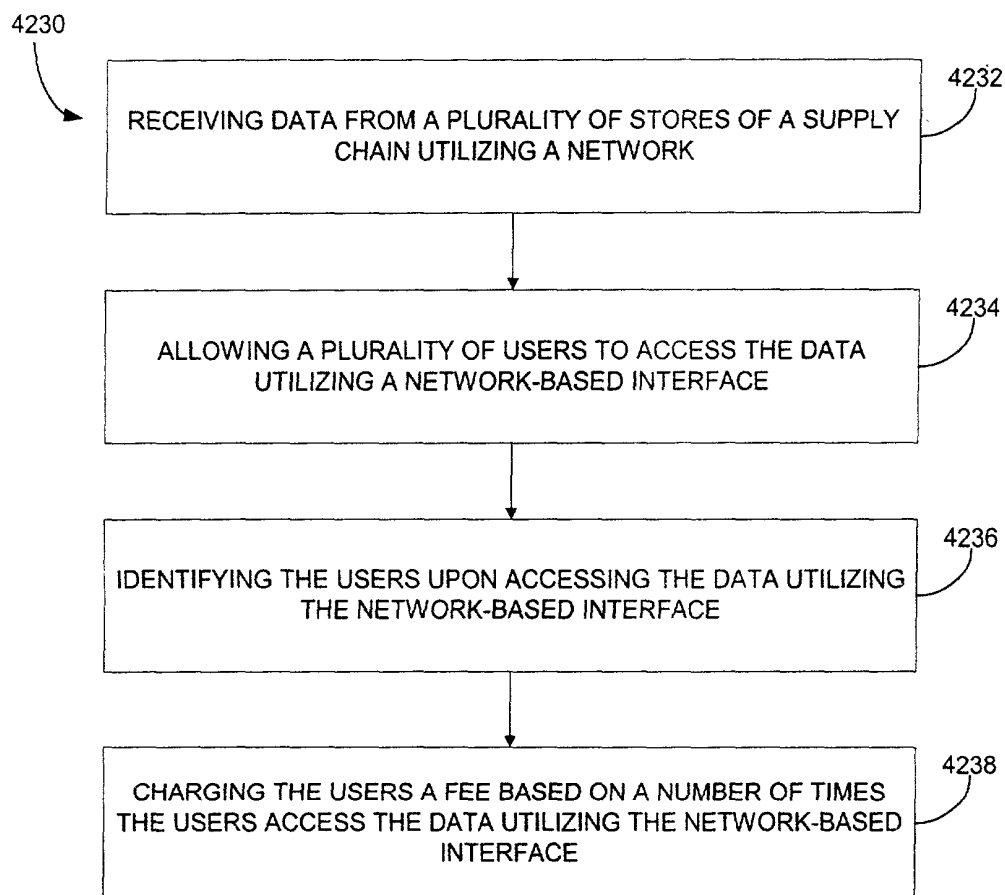 4230
4232
RECEIVING DATA FROM A PLURALITY OF STORES OF A SUPPLY
CHAIN UTILIZING A NETWORK
4234
ALLOWING A PLURALITY OF USERS TO ACCESS THE DATA
UTILIZING A NETWORK-BASED INTERFACE
4236
IDENTIFYING THE USERS UPON ACCESSING THE DATA UTILIZING
THE NETWORK-BASED INTERFACE
4238
CHARGING THE USERS A FEE BASED ON A NUMBER OF TIMES
THE USERS ACCESS THE DATA UTILIZING THE NETWORK-BASED
INTERFACE